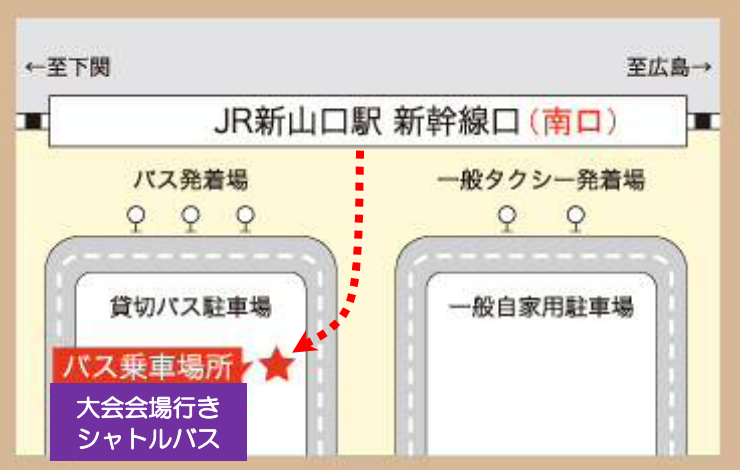 ←至下関
至広島→
JR新山口駅 新幹線口(南口)
バス発着場
一般タクシー発着場
貸切バス駐車場
一般自家用駐車場
バス乗車場所
大会会場行き
シャトルバス